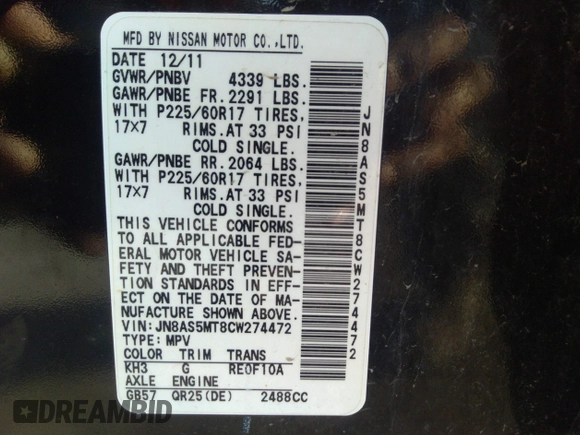 MFD BY NISSAN MOTOR CO.,LTD.
DATE 12/11
GVWR/PNBV 4339 LBS.
GAWR/PNBE FR. 2291 LBS.
WITH P225/60R17 TIRES,
17×7 RIMS.AT 33 PSI
COLD SINGLE.
GAWR/PNBE RR. 2064 LBS.
WITH P225/60R17 TIRES,
17×7 RIMS.AT 33 PSI
COLD SINGLE.
THIS VEHICLE CONFORMS
TO ALL APPLICABLE FED-
ERAL MOTOR VEHICLE SA-
FETY AND THEFT PREVEN-
TION STANDARDS IN EFF-
ECT ON THE DATE OF MA-
NUFACTURE SHOWN ABOVE.
VIN:JN8AS5MT8CW274472
TYPE:MPV
COLOR TRIM TRANS
KH3 G RE0F10A
AXLE ENGINE
GB57 QR25(DE) 2488CC
JN8AS5MT8CW274472
DREAMBID